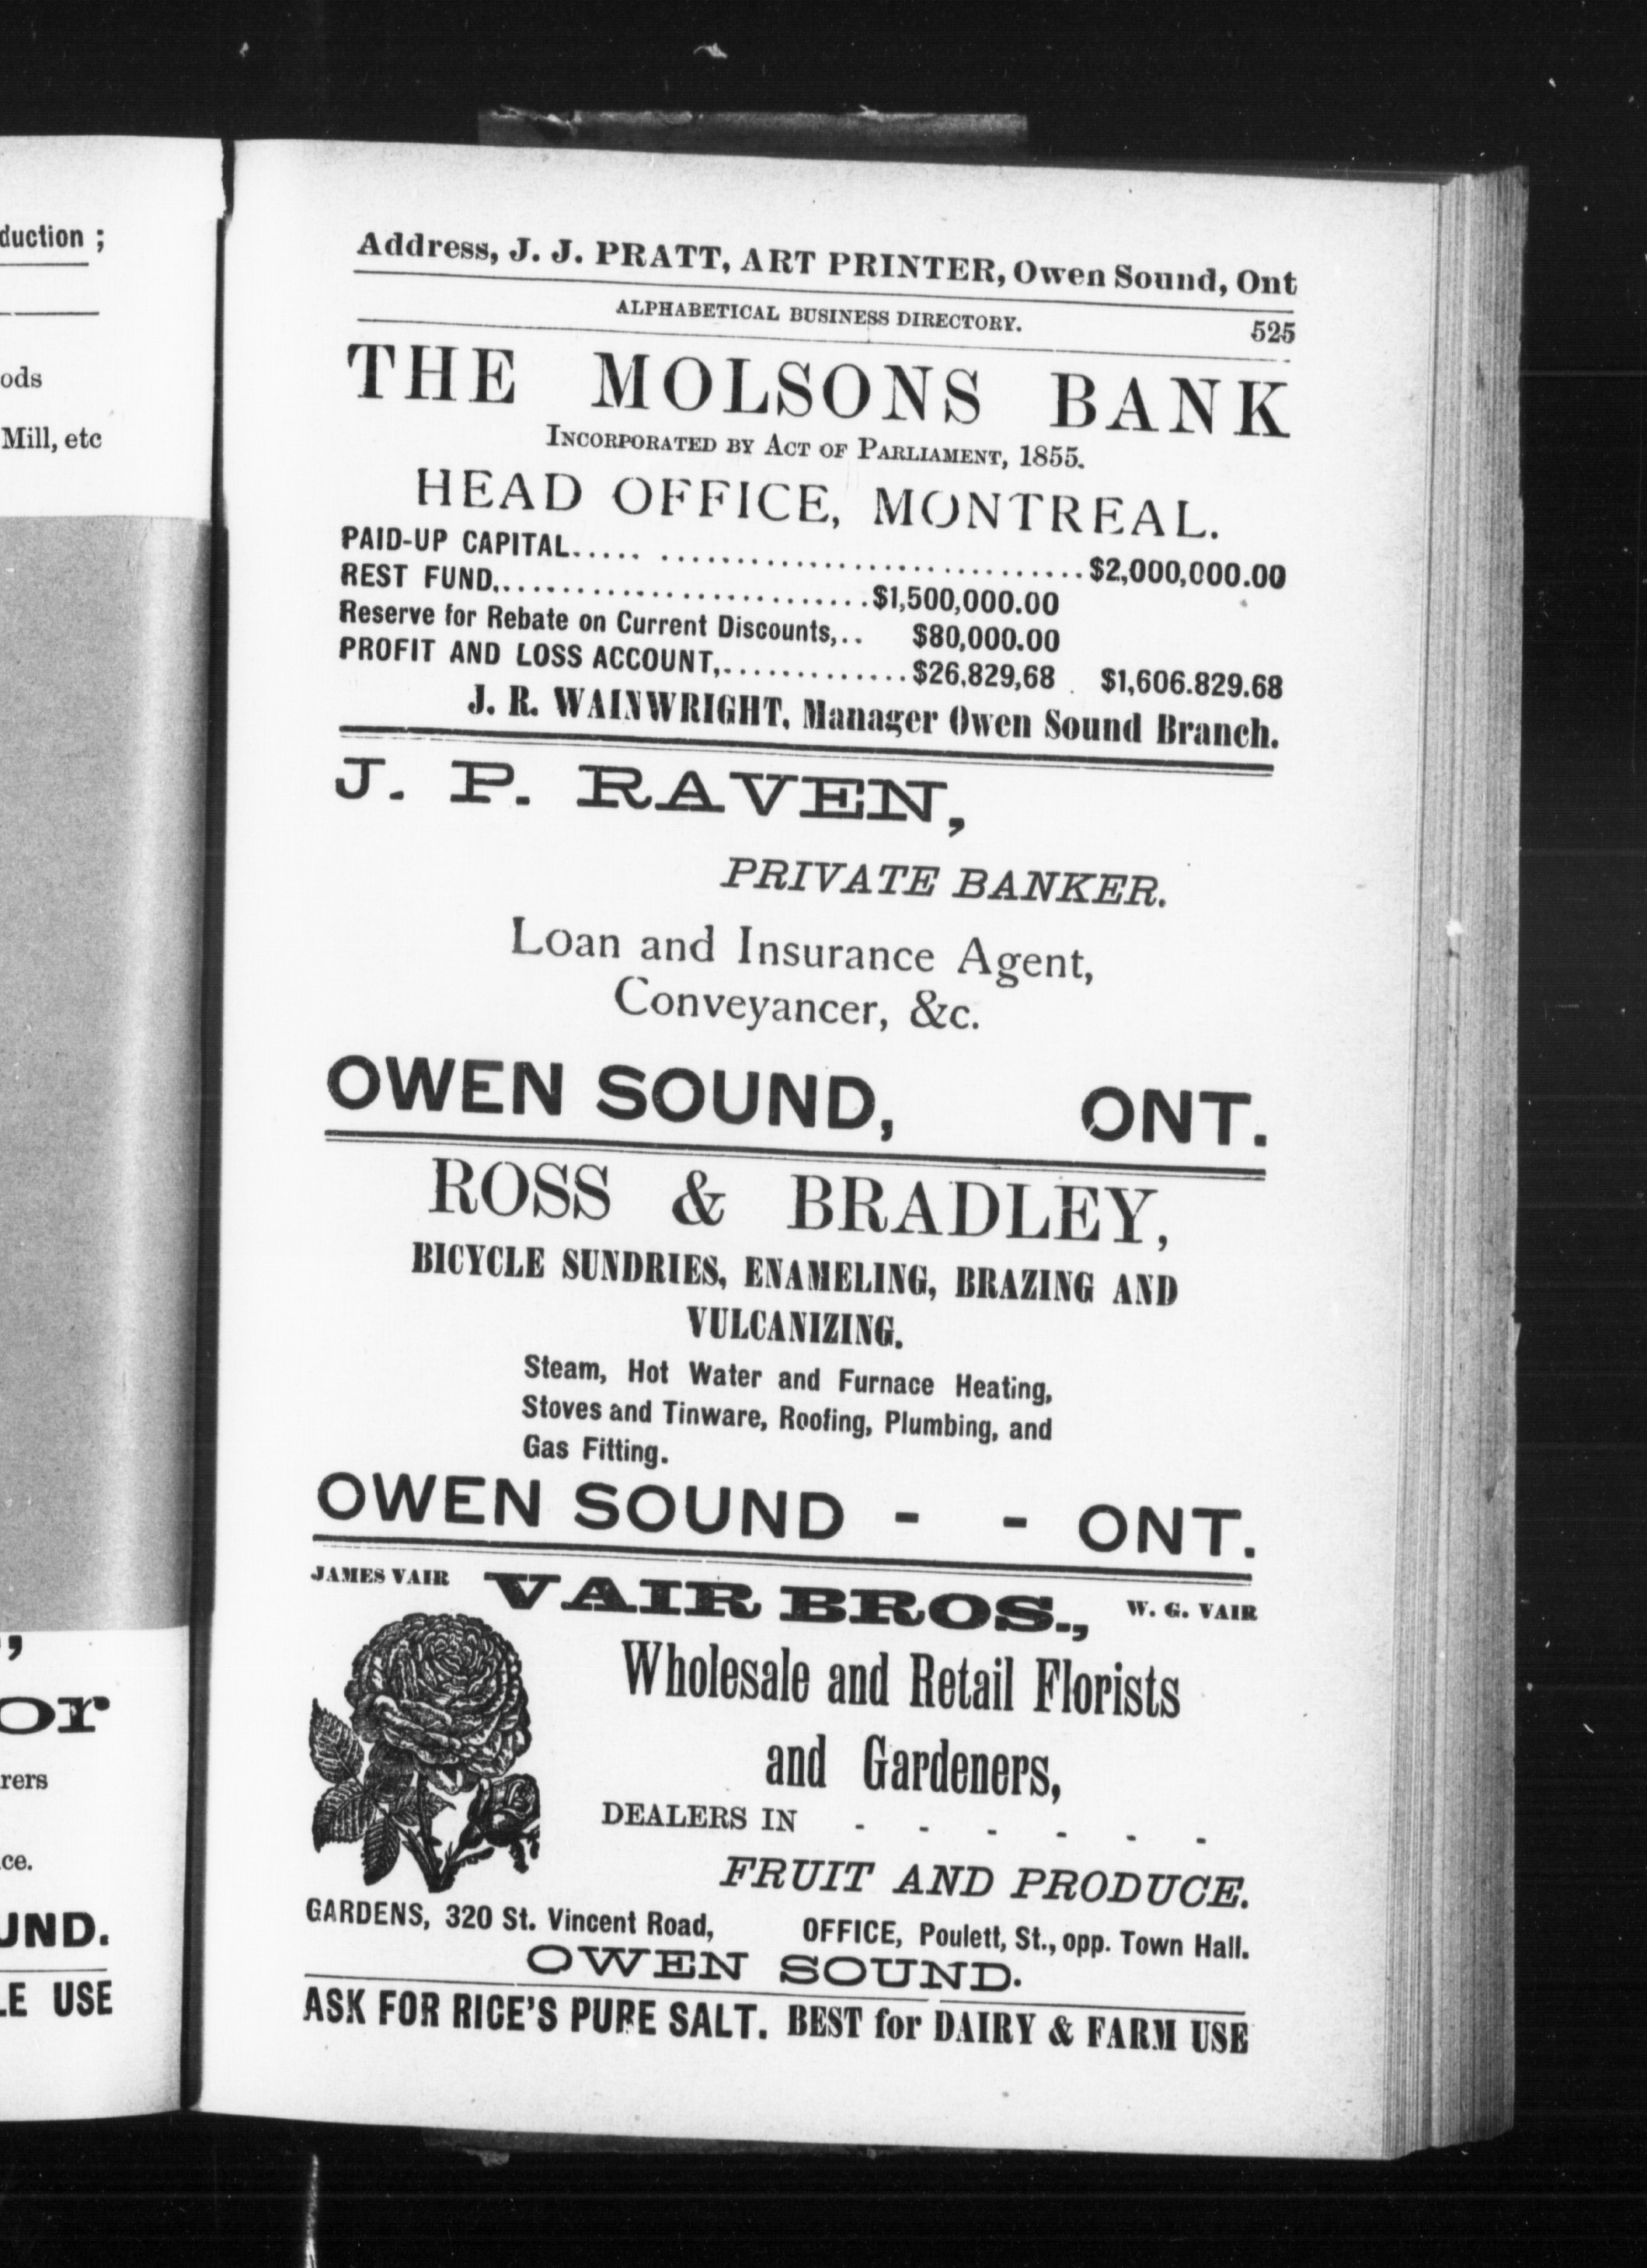 duction ;
ods
Mill, etc
or
rers
ce.
UND.
LE USE
Address, J. J. PRATT, ART PRINTER, Owen Sound, Ont
ALPHABETICAL BUSINESS DIRECTORY. 525
THE MOLSONS BANK
INCORPORATED BY ACT OF PARLIAMENT, 1855.
HEAD OFFICE, MONTREAL.
PAID-UP CAPITAL..... ............................$2,000,000.00
REST FUND,..........................$1,500,000.00
Reserve for Rebate on Current Discounts,.. $80,000.00
PROFIT AND LOSS ACCOUNT,.............$26,829,68 $1,606.829.68
J. R. WAINWRIGHT, Manager Owen Sound Branch.
J. P. RAVEN,
PRIVATE BANKER.
Loan and Insurance Agent,
Conveyancer, &c.
OWEN SOUND, ONT.
ROSS & BRADLEY,
BICYCLE SUNDRIES, ENAMELING, BRAZING AND
VULCANIZING.
Steam, Hot Water and Furnace Heating,
Stoves and Tinware, Roofing, Plumbing, and
Gas Fitting.
OWEN SOUND - - ONT.
JAMES VAIR VAIR BROS., W. G. VAIR
Wholesale and Retail Florists
and Gardeners,
DEALERS IN - - - - - -
FRUIT AND PRODUCE.
GARDENS, 320 St. Vincent Road, OFFICE, Poulett, St., opp. Town Hall.
OWEN SOUND.
ASK FOR RICE'S PURE SALT. BEST for DAIRY & FARM USE